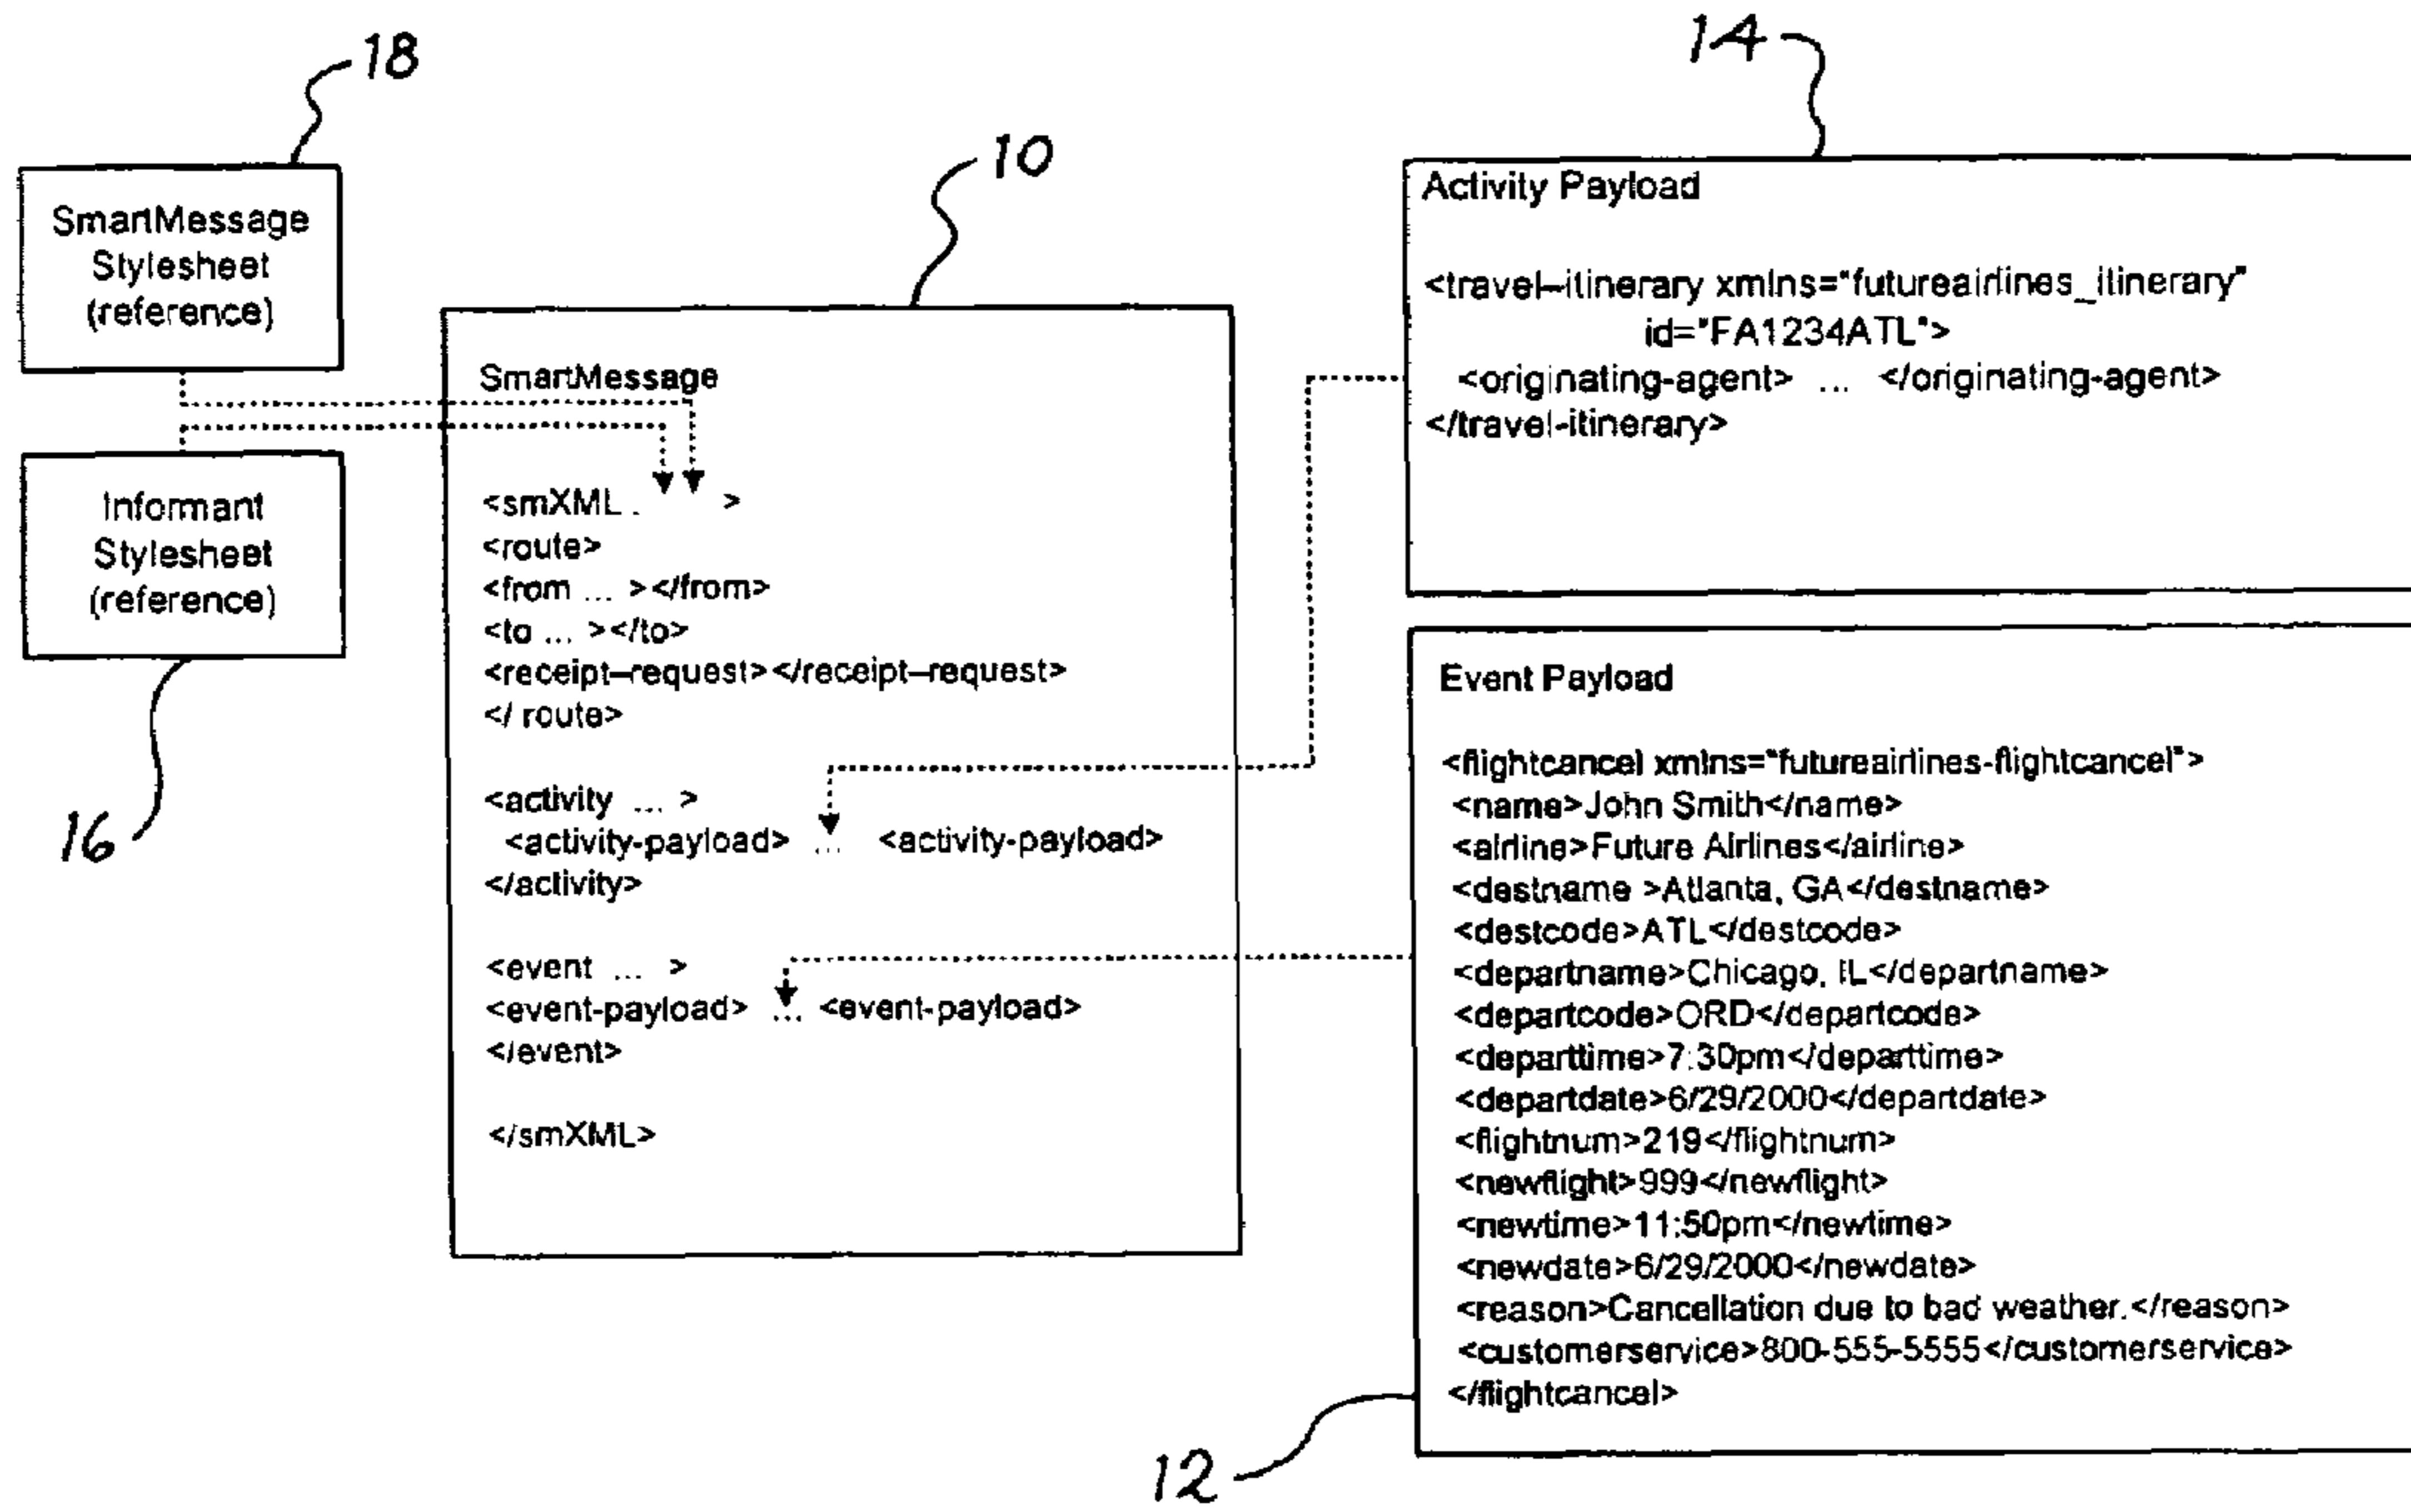 18
SmartMessage
Stylesheet
(reference)
Informant
Stylesheet
(reference)
16
10
SmartMessage
<smXML . >
<route>
<from ... ></from>
<to ... ></to>
<receipt–request></receipt–request>
</ route>
<activity ... >
<activity-payload> ... <activity-payload>
</activity>
<event ... >
<event-payload> ... <event-payload>
</event>
</smXML>
14
Activity Payload
<travel–itinerary xmlns="futureairlines_itinerary"
id="FA1234ATL">
<originating-agent> ... </originating-agent>
</travel-itinerary>
Event Payload
<flightcancel xmlns="futureairlines-flightcancel">
<name>John Smith</name>
<airline>Future Airlines</airline>
<destname >Atlanta, GA</destname>
<destcode>ATL</destcode>
<departname>Chicago, IL</departname>
<departcode>ORD</departcode>
<departtime>7:30pm</departtime>
<departdate>6/29/2000</departdate>
<flightnum>219</flightnum>
<newflight>999</newflight>
<newtime>11:50pm</newtime>
<newdate>6/29/2000</newdate>
<reason>Cancellation due to bad weather.</reason>
<customerservice>800-555-5555</customerservice>
</flightcancel>
12